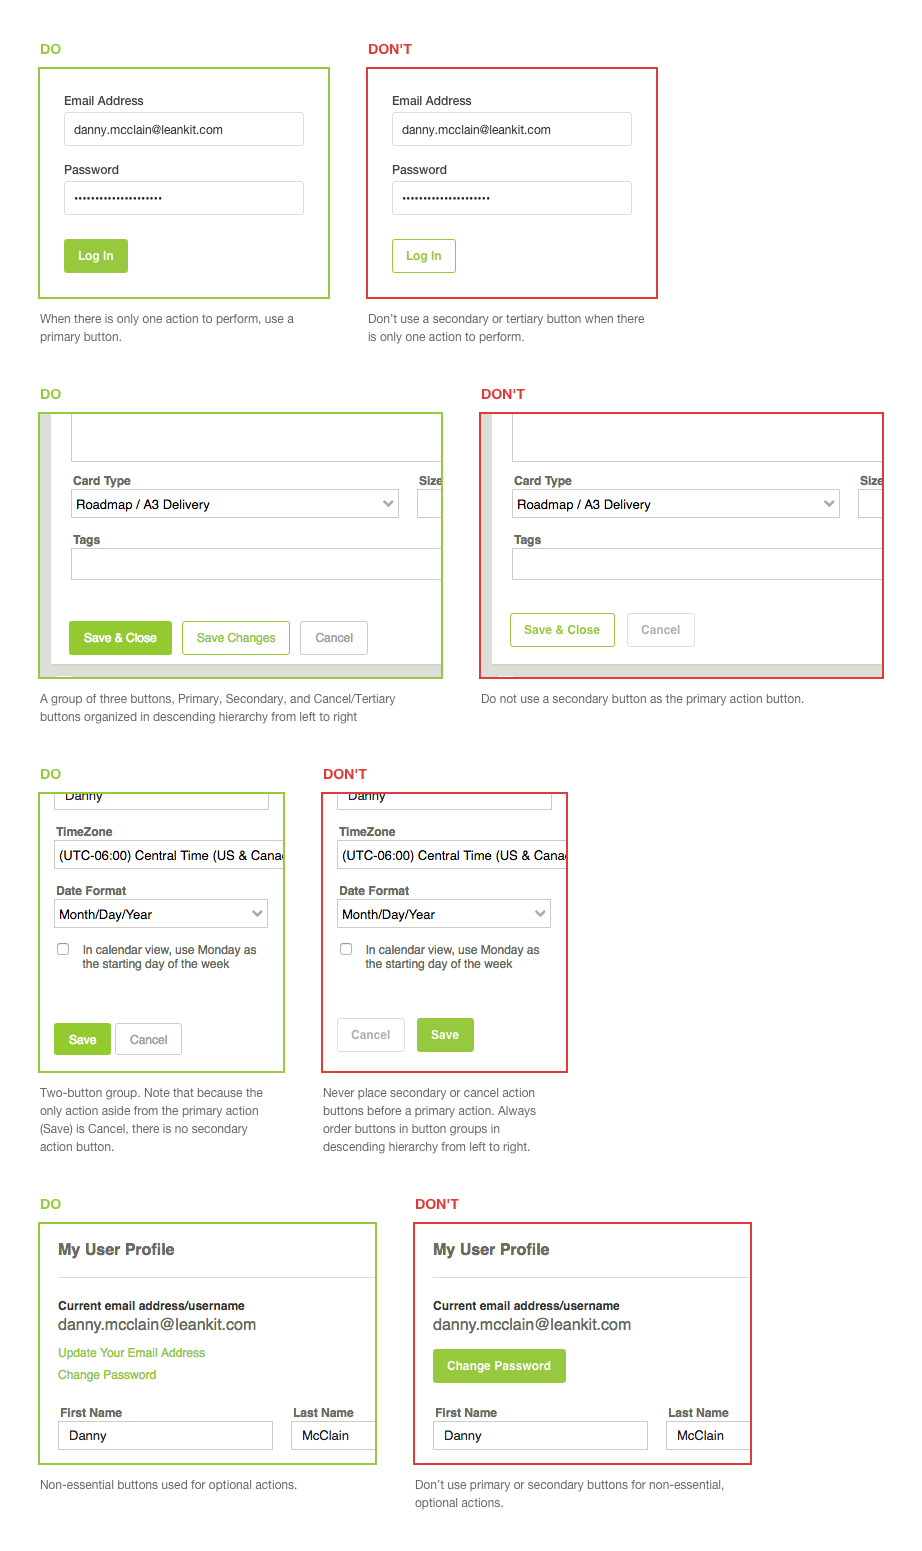 DO
DON'T
Email Address
danny.mcclain@leankit.com
Password
Log In
Email Address
danny.mcclain@leankit.com
Password
Log In
When there is only one action to perform, use a
primary button.
Don’t use a secondary or tertiary button when there
is only one action to perform.
DO
DON'T
Card Type
Size
Roadmap / A3 Delivery
Tags
Save & Close
Save Changes
Cancel
Card Type
Size
Roadmap / A3 Delivery
Tags
Save & Close
Cancel
A group of three buttons, Primary, Secondary, and Cancel/Tertiary
buttons organized in descending hierarchy from left to right
Do not use a secondary button as the primary action button.
DO
DON'T
Danny
TimeZone
(UTC-06:00) Central Time (US & Cana
Date Format
Month/Day/Year
In calendar view, use Monday as
the starting day of the week
Save
Cancel
Danny
TimeZone
(UTC-06:00) Central Time (US & Cana
Date Format
Month/Day/Year
In calendar view, use Monday as
the starting day of the week
Cancel
Save
Two-button group. Note that because the
only action aside from the primary action
(Save) is Cancel, there is no secondary
action button.
Never place secondary or cancel action
buttons before a primary action. Always
order buttons in button groups in
descending hierarchy from left to right.
DO
DON'T
My User Profile
Current email address/username
danny.mcclain@leankit.com
Update Your Email Address
Change Password
First Name
Last Name
Danny
McClain
My User Profile
Current email address/username
danny.mcclain@leankit.com
Change Password
First Name
Last Name
Danny
McClain
Non-essential buttons used for optional actions.
Don’t use primary or secondary buttons for non-essential,
optional actions.